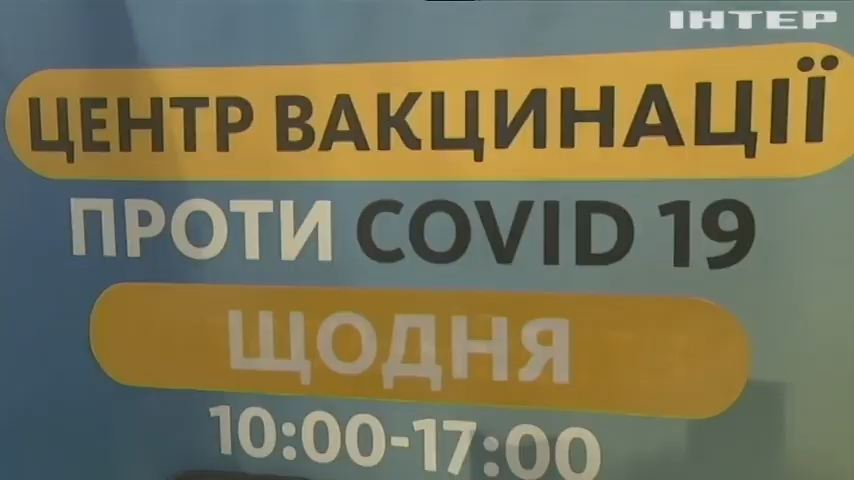 ІНТЕР
ЦЕНТР ВАКЦИНАЦІЇ
ПРОТИ COVID 19
ЩОДНЯ
10:00-17:00